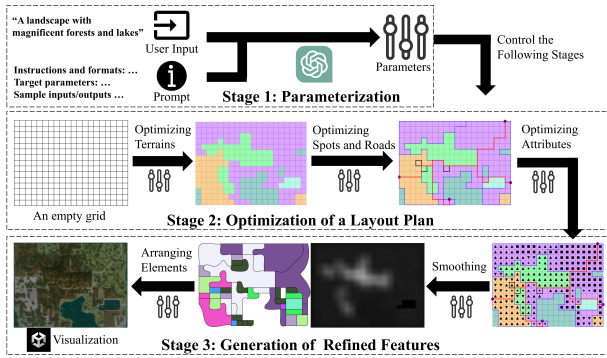 “A landscape with
magnificent forests and lakes”
User Input
Instructions and formats: …
Target parameters: …
Sample inputs/outputs …
Prompt
Parameters
Stage 1: Parameterization
Control the
Following Stages
An empty grid
Optimizing
Terrains
Optimizing
Spots and Roads
Optimizing
Attributes
Stage 2: Optimization of a Layout Plan
Visualization
Arranging
Elements
Smoothing
Stage 3: Generation of Refined Features